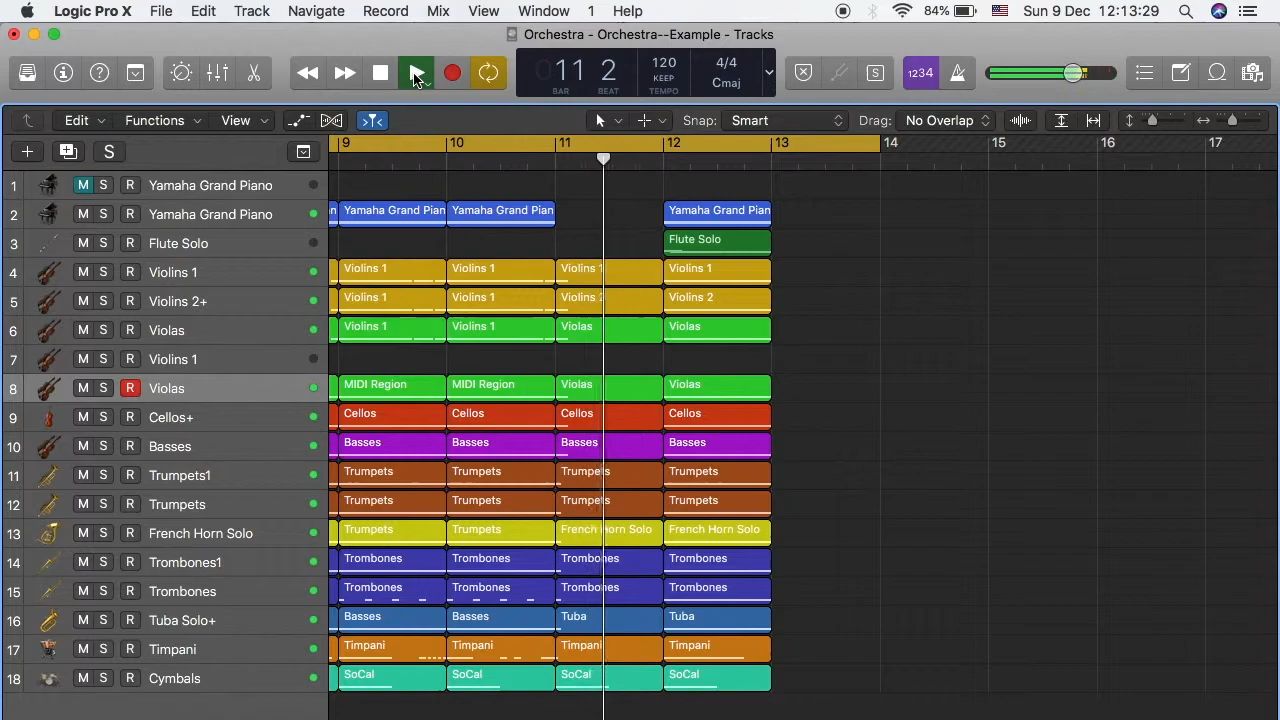 Logic Pro X File Edit Track Navigate Record Mix View Window 1 Help 84% Sun 9 Dec 12:13:29
Orchestra - Orchestra--Example - Tracks
11 2 120 KEEP 4/4 Cmaj S 1234
BAR BEAT TEMPO
Edit Functions View Snap: Smart Drag: No Overlap
S 9 10 11 12 13 14 15 16 17
1 M S R Yamaha Grand Piano
2 M S R Yamaha Grand Piano n Yamaha Grand Pian Yamaha Grand Pian Yamaha Grand Pian
3 M S R Flute Solo Flute Solo
4 M S R Violins 1 Violins 1 Violins 1 Violins 1 Violins 1
5 M S R Violins 2+ Violins 1 Violins 1 Violins 2 Violins 2
6 M S R Violas Violins 1 Violins 1 Violas Violas
7 M S R Violins 1
8 M S R Violas MIDI Region MIDI Region Violas Violas
9 M S R Cellos+ Cellos Cellos Cellos Cellos
10 M S R Basses Basses Basses Basses Basses
11 M S R Trumpets1 Trumpets Trumpets Trumpets Trumpets
12 M S R Trumpets Trumpets Trumpets Trumpets Trumpets
13 M S R French Horn Solo Trumpets Trumpets French Horn Solo French Horn Solo
14 M S R Trombones1 Trombones Trombones Trombones Trombones
15 M S R Trombones Trombones Trombones Trombones Trombones
16 M S R Tuba Solo+ Basses Basses Tuba Tuba
17 M S R Timpani Timpani Timpani Timpani Timpani
18 M S R Cymbals SoCal SoCal SoCal SoCal